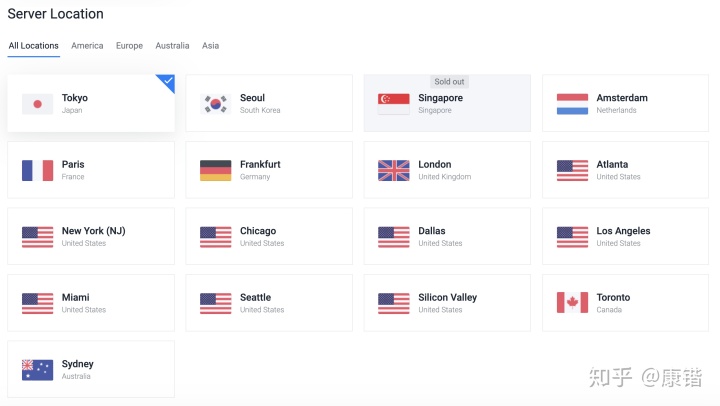 Server Location
All Locations America Europe Australia Asia
Tokyo
Japan
Seoul
South Korea
Sold out
Singapore
Singapore
Amsterdam
Netherlands
Paris
France
Frankfurt
Germany
London
United Kingdom
Atlanta
United States
New York (NJ)
United States
Chicago
United States
Dallas
United States
Los Angeles
United States
Miami
United States
Seattle
United States
Silicon Valley
United States
Toronto
Canada
Sydney
Australia
知乎 @康锴